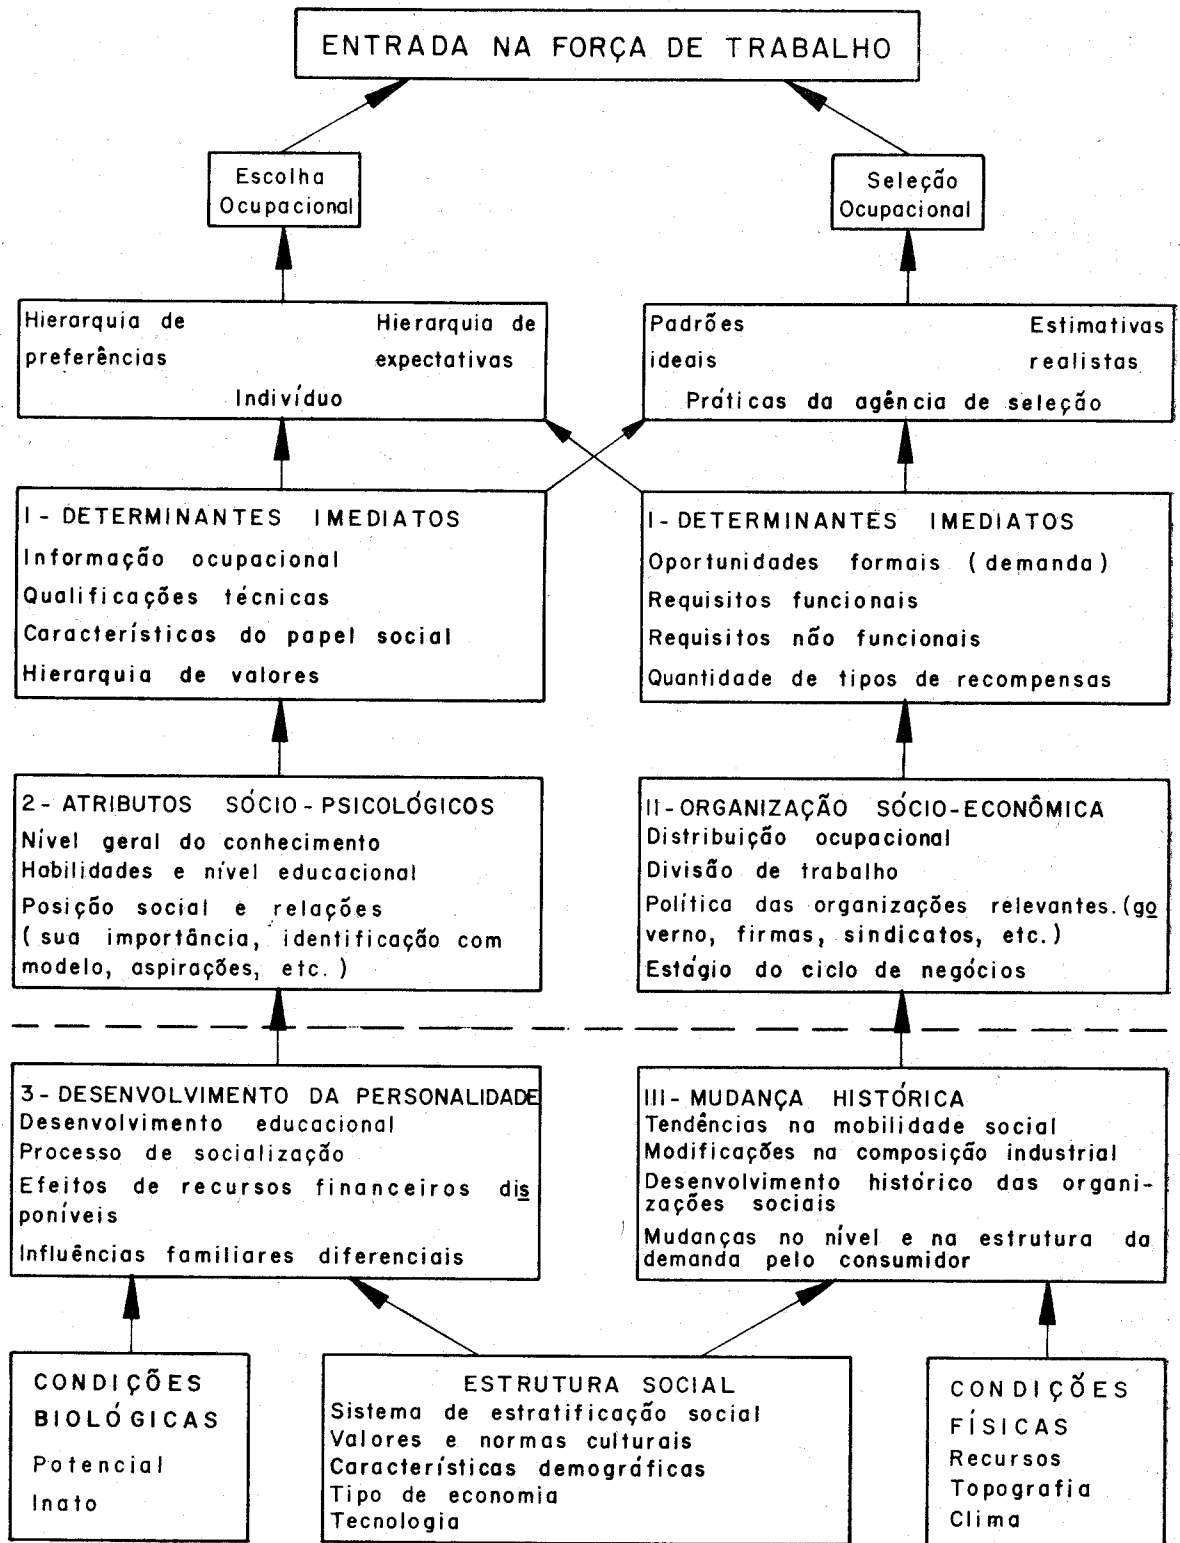 ENTRADA NA FORÇA DE TRABALHO
Escolha
Ocupacional
Seleção
Ocupacional
Hierarquia de
preferências
Hierarquia de
expectativas
Indivíduo
Padrões
ideais
Estimativas
realistas
Práticas da agência de seleção
I - DETERMINANTES IMEDIATOS
Informação ocupacional
Qualificações técnicas
Características do papel social
Hierarquia de valores
I - DETERMINANTES IMEDIATOS
Oportunidades formais (demanda)
Requisitos funcionais
Requisitos não funcionais
Quantidade de tipos de recompensas
2 - ATRIBUTOS SÓCIO - PSICOLÓGICOS
Nível geral do conhecimento
Habilidades e nível educacional
Posição social e relações
( sua importância, identificação com
modelo, aspirações, etc. )
II - ORGANIZAÇÃO SÓCIO-ECONÔMICA
Distribuição ocupacional
Divisão de trabalho
Política das organizações relevantes. (go
verno, firmas, sindicatos, etc.)
Estágio do ciclo de negócios
3 - DESENVOLVIMENTO DA PERSONALIDADE
Desenvolvimento educacional
Processo de socialização
Efeitos de recursos financeiros dis
poníveis
Influências familiares diferenciais
III - MUDANÇA HISTÓRICA
Tendências na mobilidade social
Modificações na composição industrial
Desenvolvimento histórico das organi-
zações sociais
Mudanças no nível e na estrutura da
demanda pelo consumidor
CONDIÇÕES
BIOLÓGICAS
Potencial
Inato
ESTRUTURA SOCIAL
Sistema de estratificação social
Valores e normas culturais
Características demográficas
Tipo de economia
Tecnologia
CONDIÇÕES
FÍSICAS
Recursos
Topografia
Clima